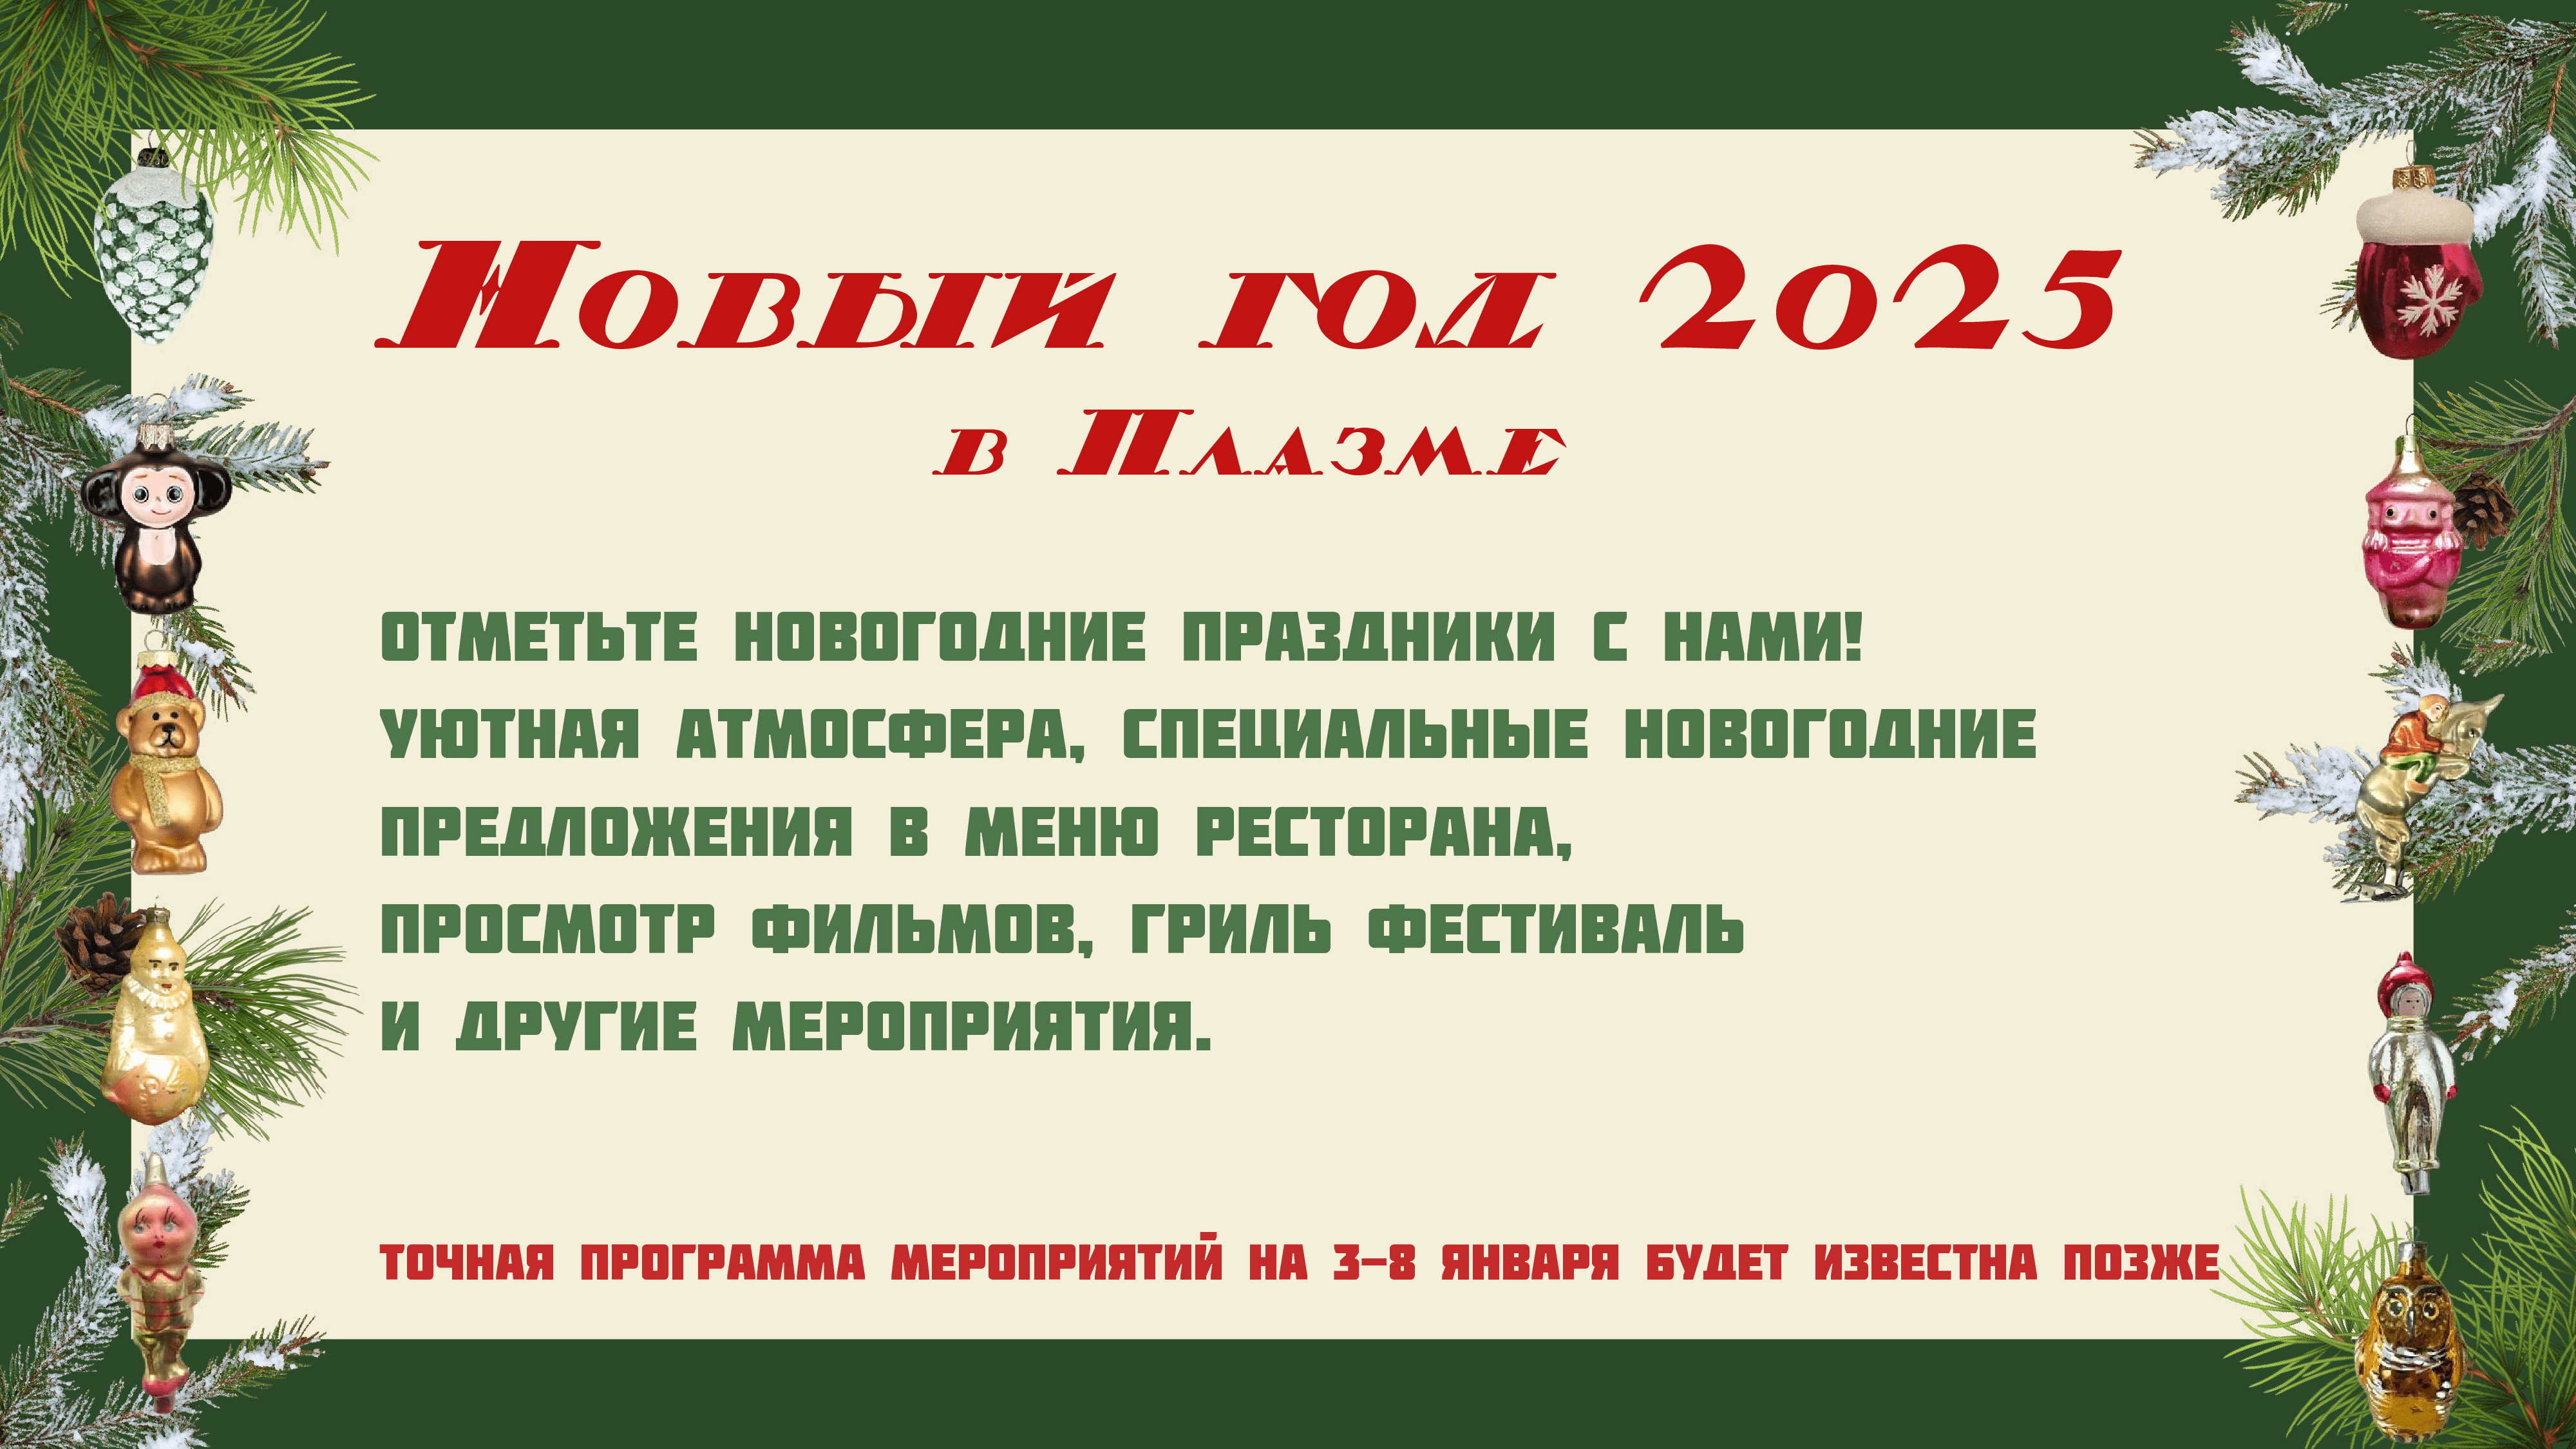 Новый год 2025
в Плазме
ОТМЕТЬТЕ НОВОГОДНИЕ ПРАЗДНИКИ С НАМИ!
УЮТНАЯ АТМОСФЕРА, СПЕЦИАЛЬНЫЕ НОВОГОДНИЕ
ПРЕДЛОЖЕНИЯ В МЕНЮ РЕСТОРАНА,
ПРОСМОТР ФИЛЬМОВ, ГРИЛЬ ФЕСТИВАЛЬ
И ДРУГИЕ МЕРОПРИЯТИЯ.
ТОЧНАЯ ПРОГРАММА МЕРОПРИЯТИЙ НА 3-8 ЯНВАРЯ БУДЕТ ИЗВЕСТНА ПОЗЖЕ